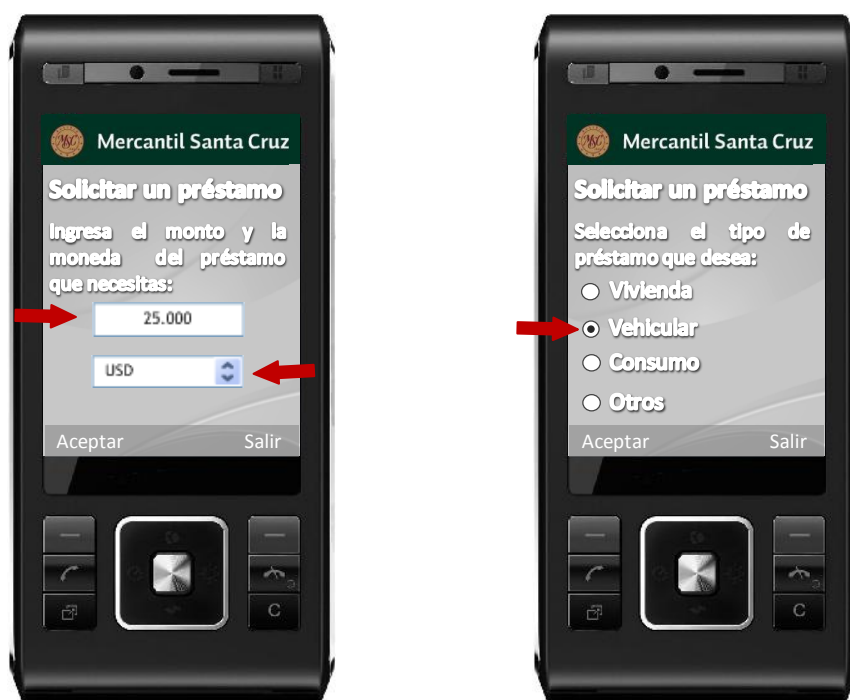 Mercantil Santa Cruz
Solicitar un préstamo
Ingresa el monto y la
moneda del préstamo
que necesitas:
25.000
USD
Aceptar Salir
C
Mercantil Santa Cruz
Solicitar un préstamo
Selecciona el tipo de
préstamo que desea:
Vivienda
Vehicular
Consumo
Otros
Aceptar Salir
C